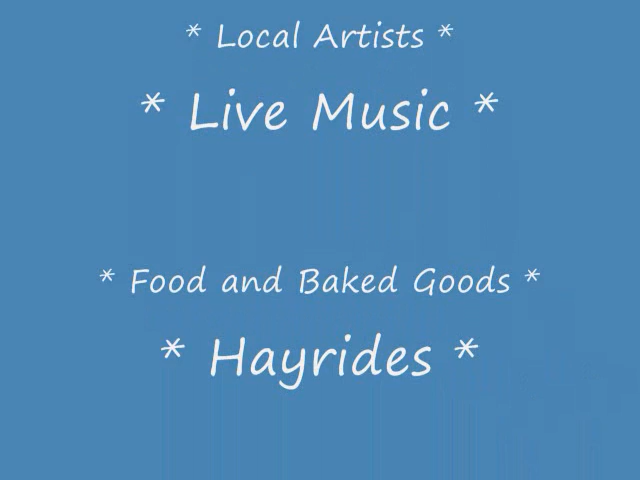 * Local Artists *
* Live Music *
* Food and Baked Goods *
* Hayrides *